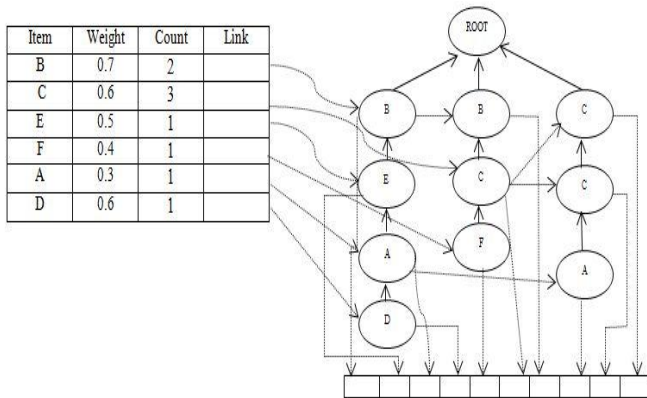 Item Weight Count Link
B 0.7 2
C 0.6 3
E 0.5 1
F 0.4 1
A 0.3 1
D 0.6 1
ROOT
B B C
E C C
A F A
D